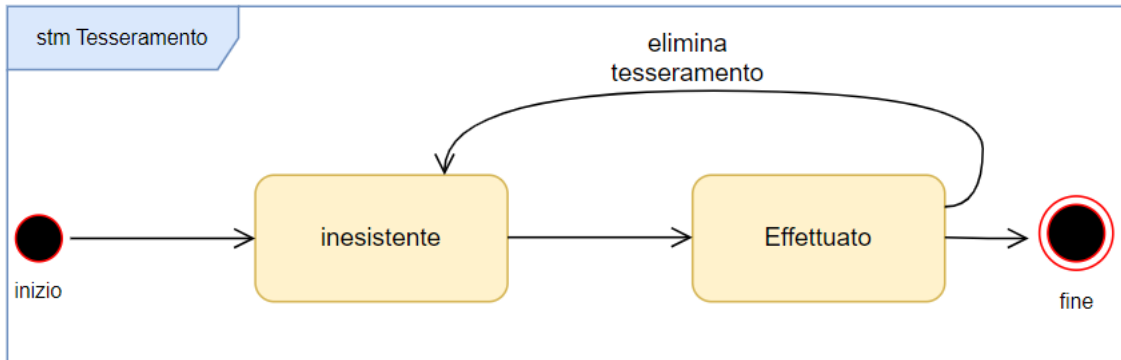 stm Tesseramento
elimina
tesseramento
inesistente
Effettuato
inizio
fine